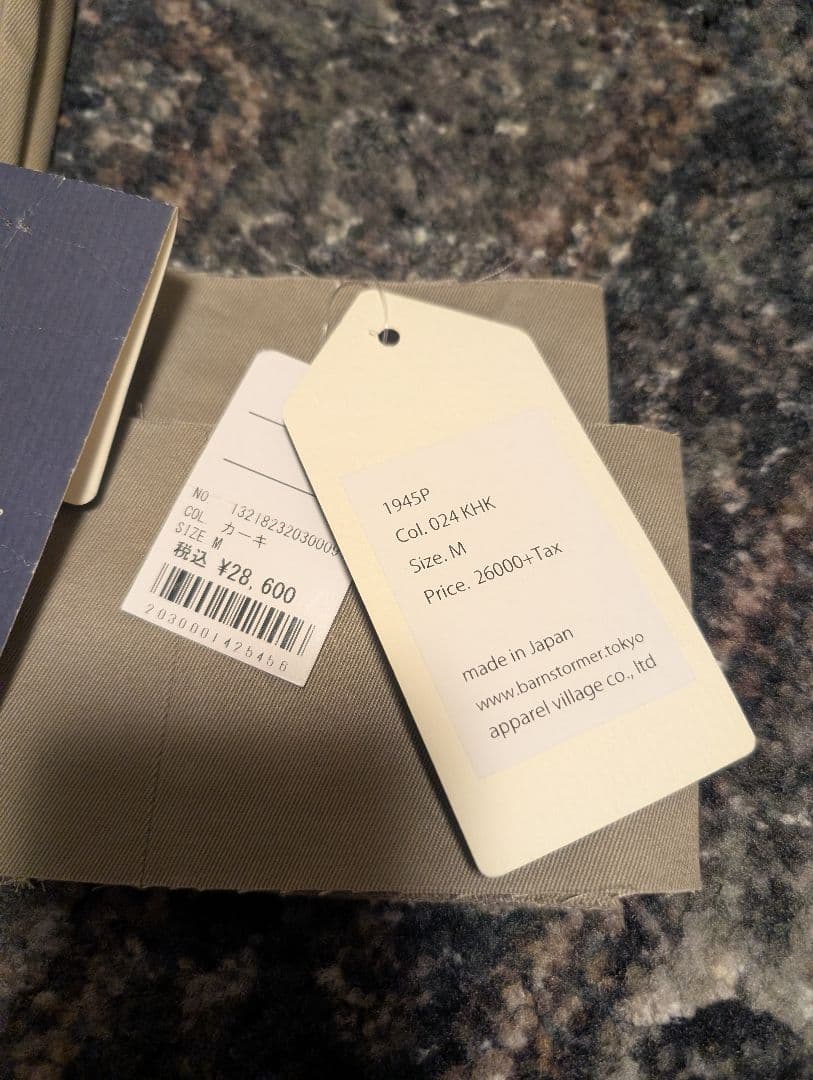 NO 13218232030009
COL カーキ
SIZE M
税込 ¥28,600
2030001425456
1945P
Col. 024 KHK
Size. M
Price. 26000+Tax
made in Japan
www.barnstormer.tokyo
apparel village co., ltd